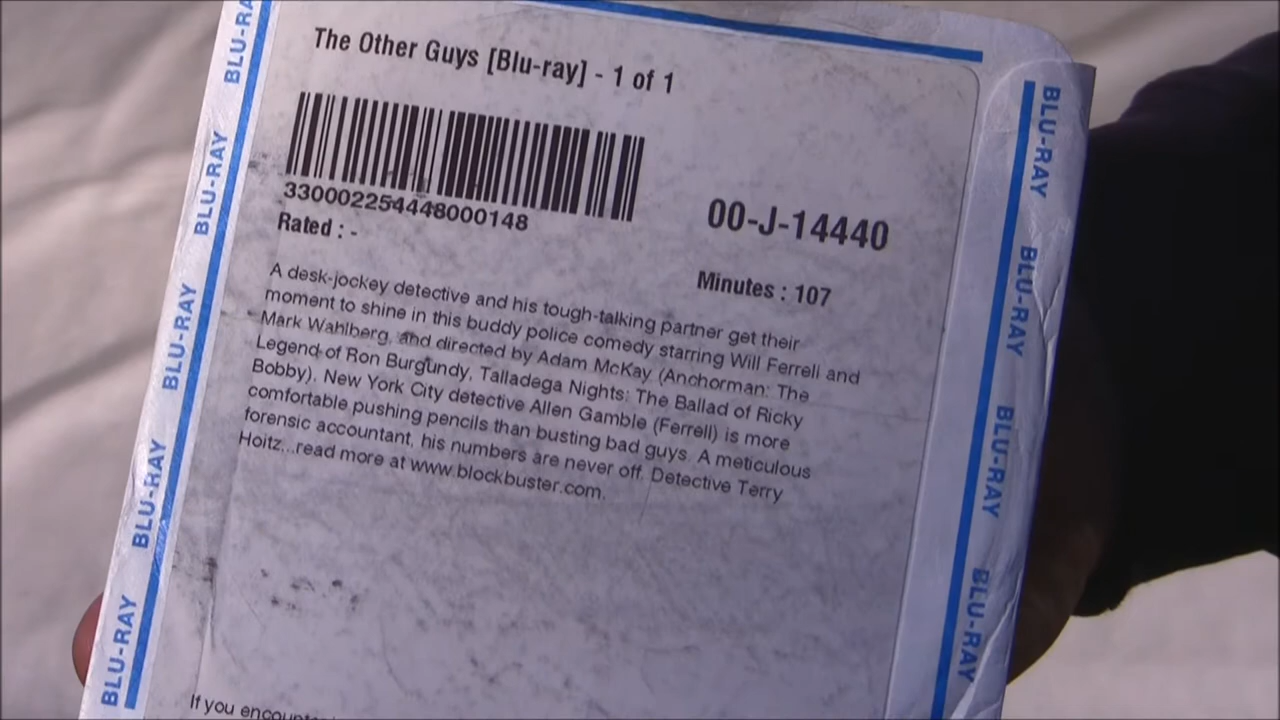 The Other Guys [Blu-ray] - 1 of 1
330002254448000148
00-J-14440
Rated : -
Minutes : 107
A desk-jockey detective and his tough-talking partner get their
moment to shine in this buddy police comedy starring Will Ferrell and
Mark Wahlberg, and directed by Adam McKay (Anchorman: The
Legend of Ron Burgundy, Talladega Nights: The Ballad of Ricky
Bobby). New York City detective Allen Gamble (Ferrell) is more
comfortable pushing pencils than busting bad guys. A meticulous
forensic accountant, his numbers are never off. Detective Terry
Hoitz...read more at www.blockbuster.com.
If you
BLU-RAY
BLU-RAY
BLU-RAY
BLU-RAY
BLU-RAY
BLU-RAY
BLU-RAY
BLU-RAY
BLU-RAY